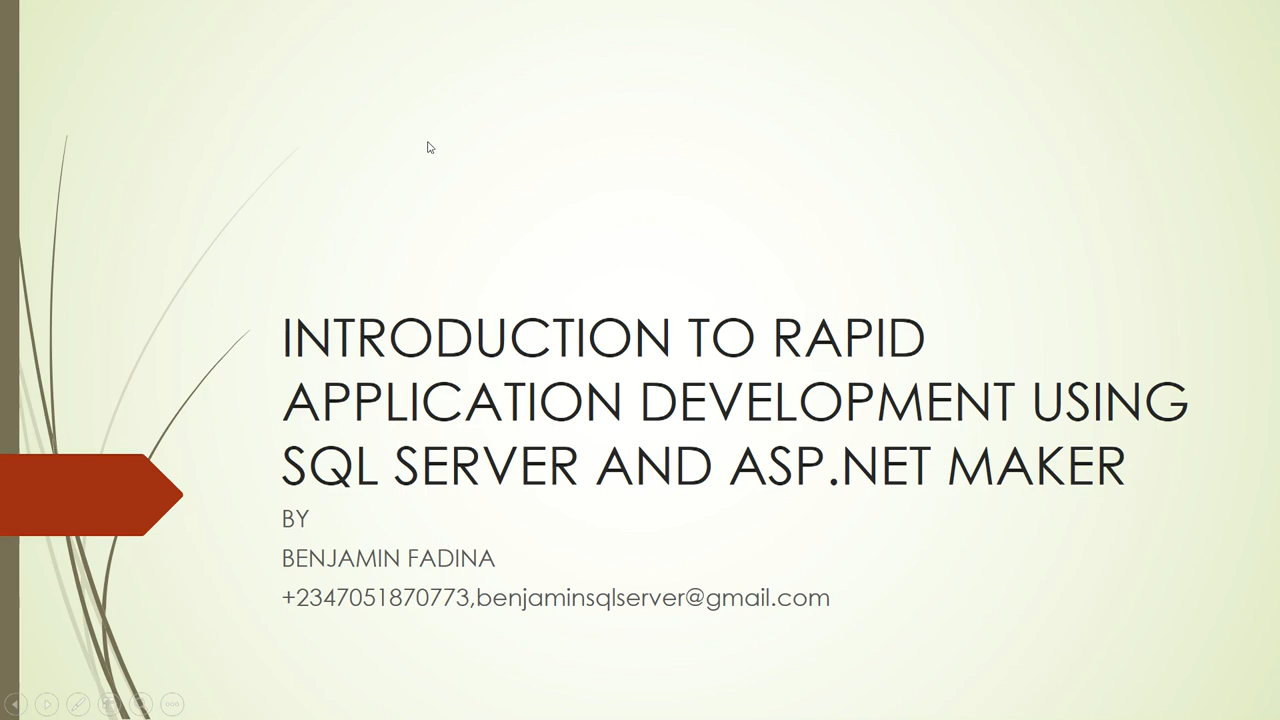 INTRODUCTION TO RAPID
APPLICATION DEVELOPMENT USING
SQL SERVER AND ASP.NET MAKER
BY
BENJAMIN FADINA
+2347051870773,benjaminsqlserver@gmail.com